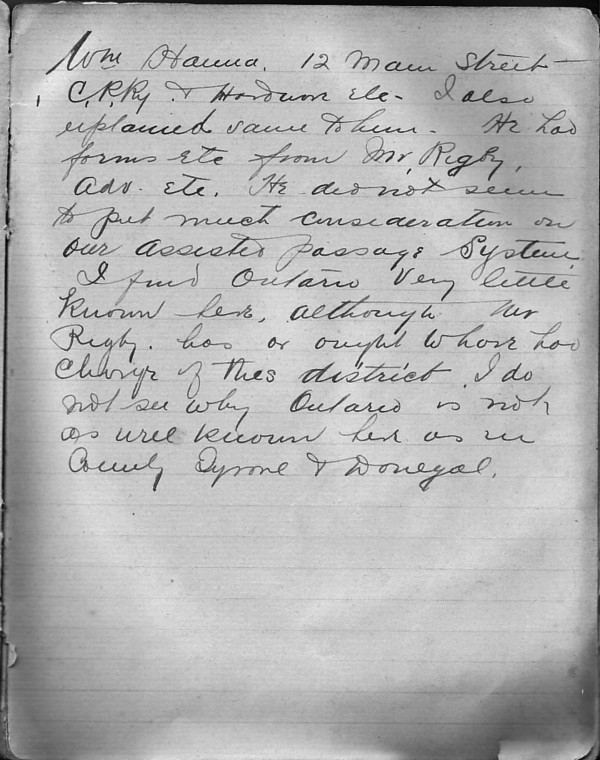 Wm Hanna. 12 Main Street
C.P.Ry. & Hardware Etc- I also
explained same to him. He had
forms etc from Mr. Rigby,
Adv. etc. He did not seem
to put much consideration on
our Assisted Passage System.
I find Ontario Very little
known here, although Mr
Rigby. has or ought to have had
Charge of this district. I do
not see why Ontario is not
as well known here as in
County Tyrone & Donegal.